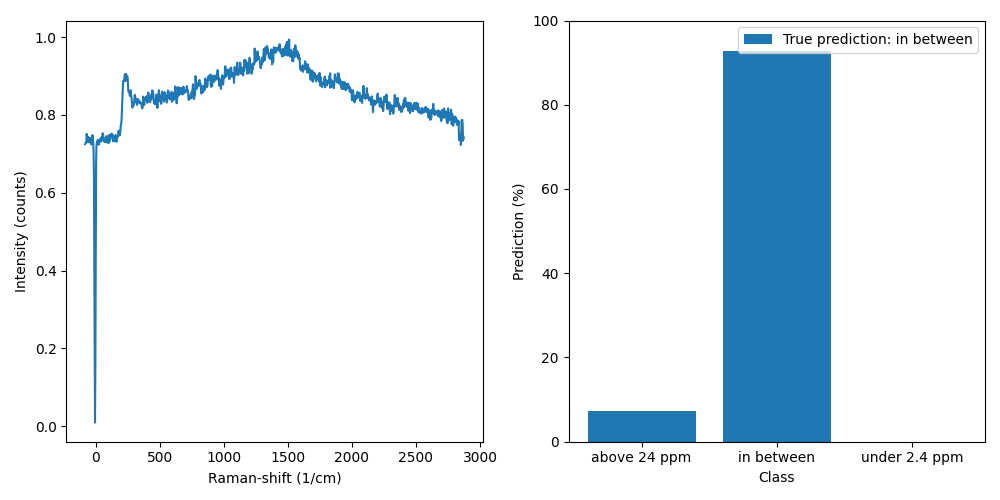 1.0
0.8
0.6
0.4
0.2
0.0
Intensity (counts)
0 500 1000 1500 2000 2500 3000
Raman-shift (1/cm)
100
80
60
40
20
0
Prediction (%)
True prediction: in between
above 24 ppm in between under 2.4 ppm
Class